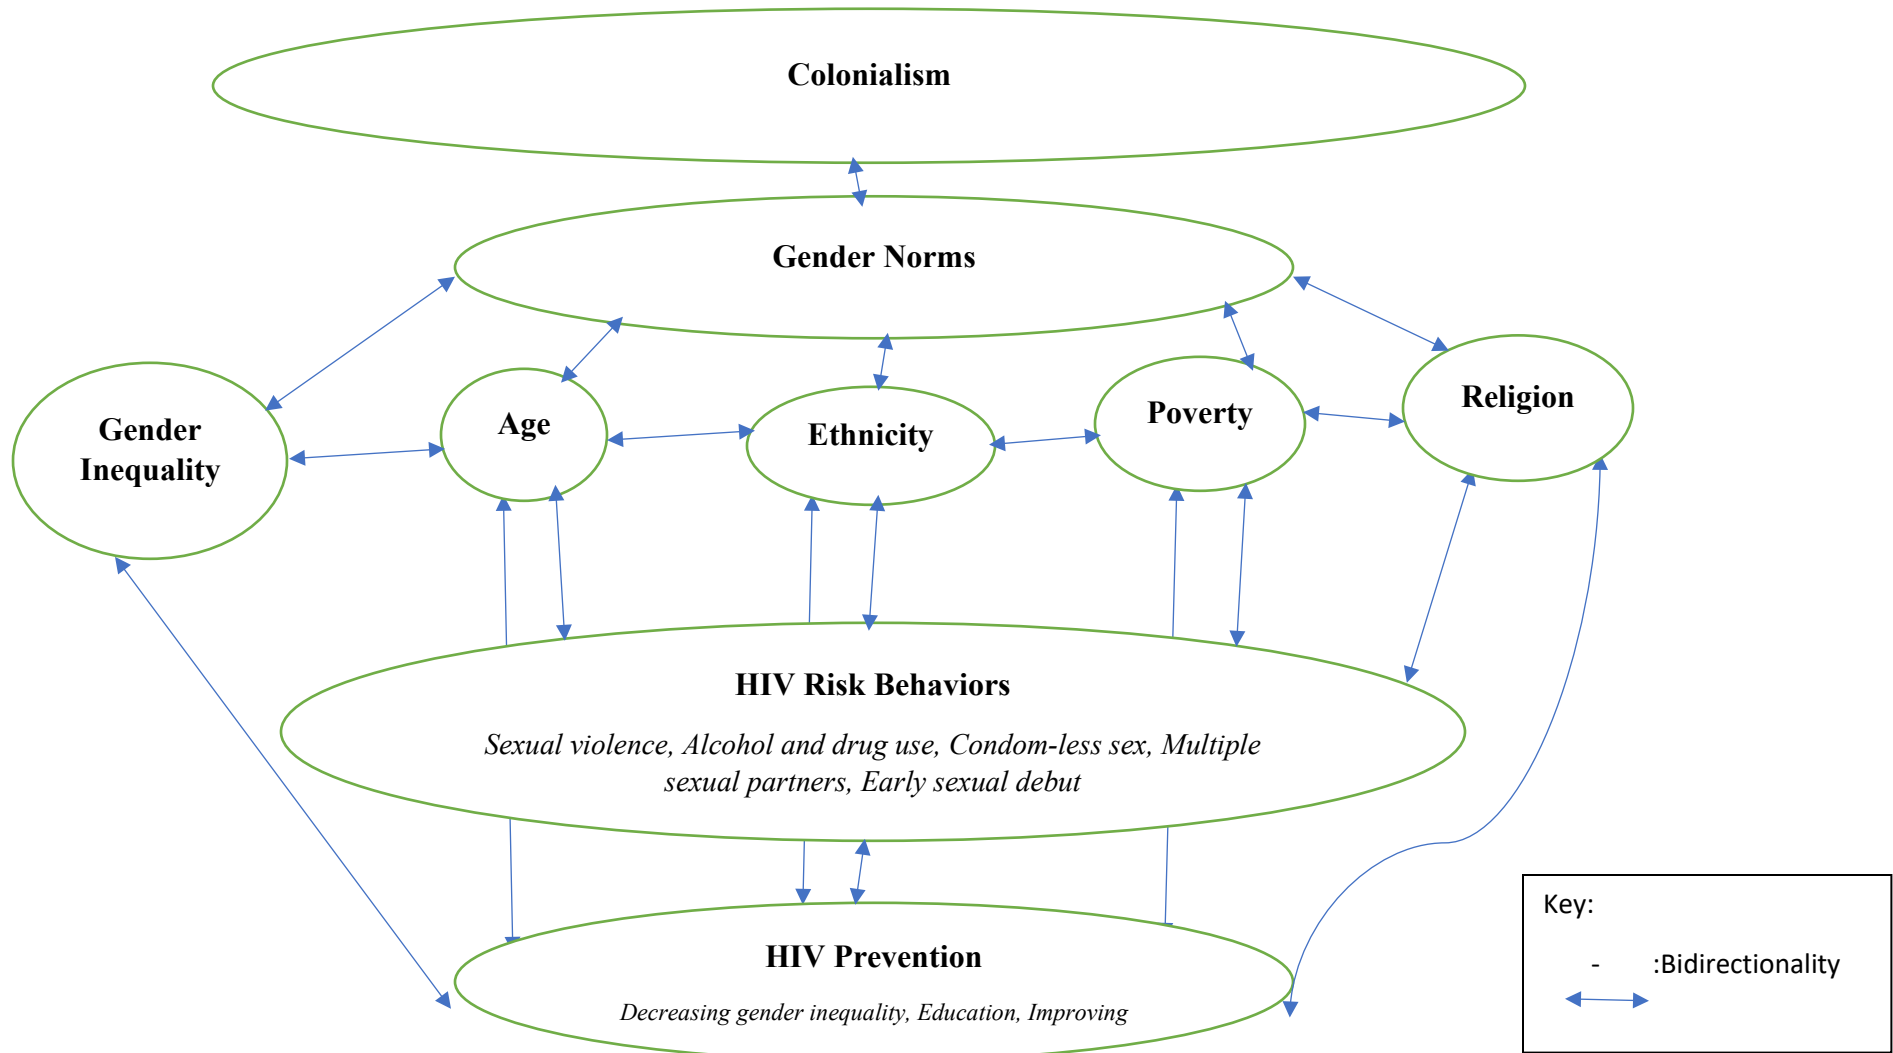 Colonialism
Gender Norms
Gender
Inequality
Age
Ethnicity
Poverty
Religion
HIV Risk Behaviors
Sexual violence, Alcohol and drug use, Condom-less sex, Multiple
sexual partners, Early sexual debut
HIV Prevention
Decreasing gender inequality, Education, Improving
Key:
- :Bidirectionality